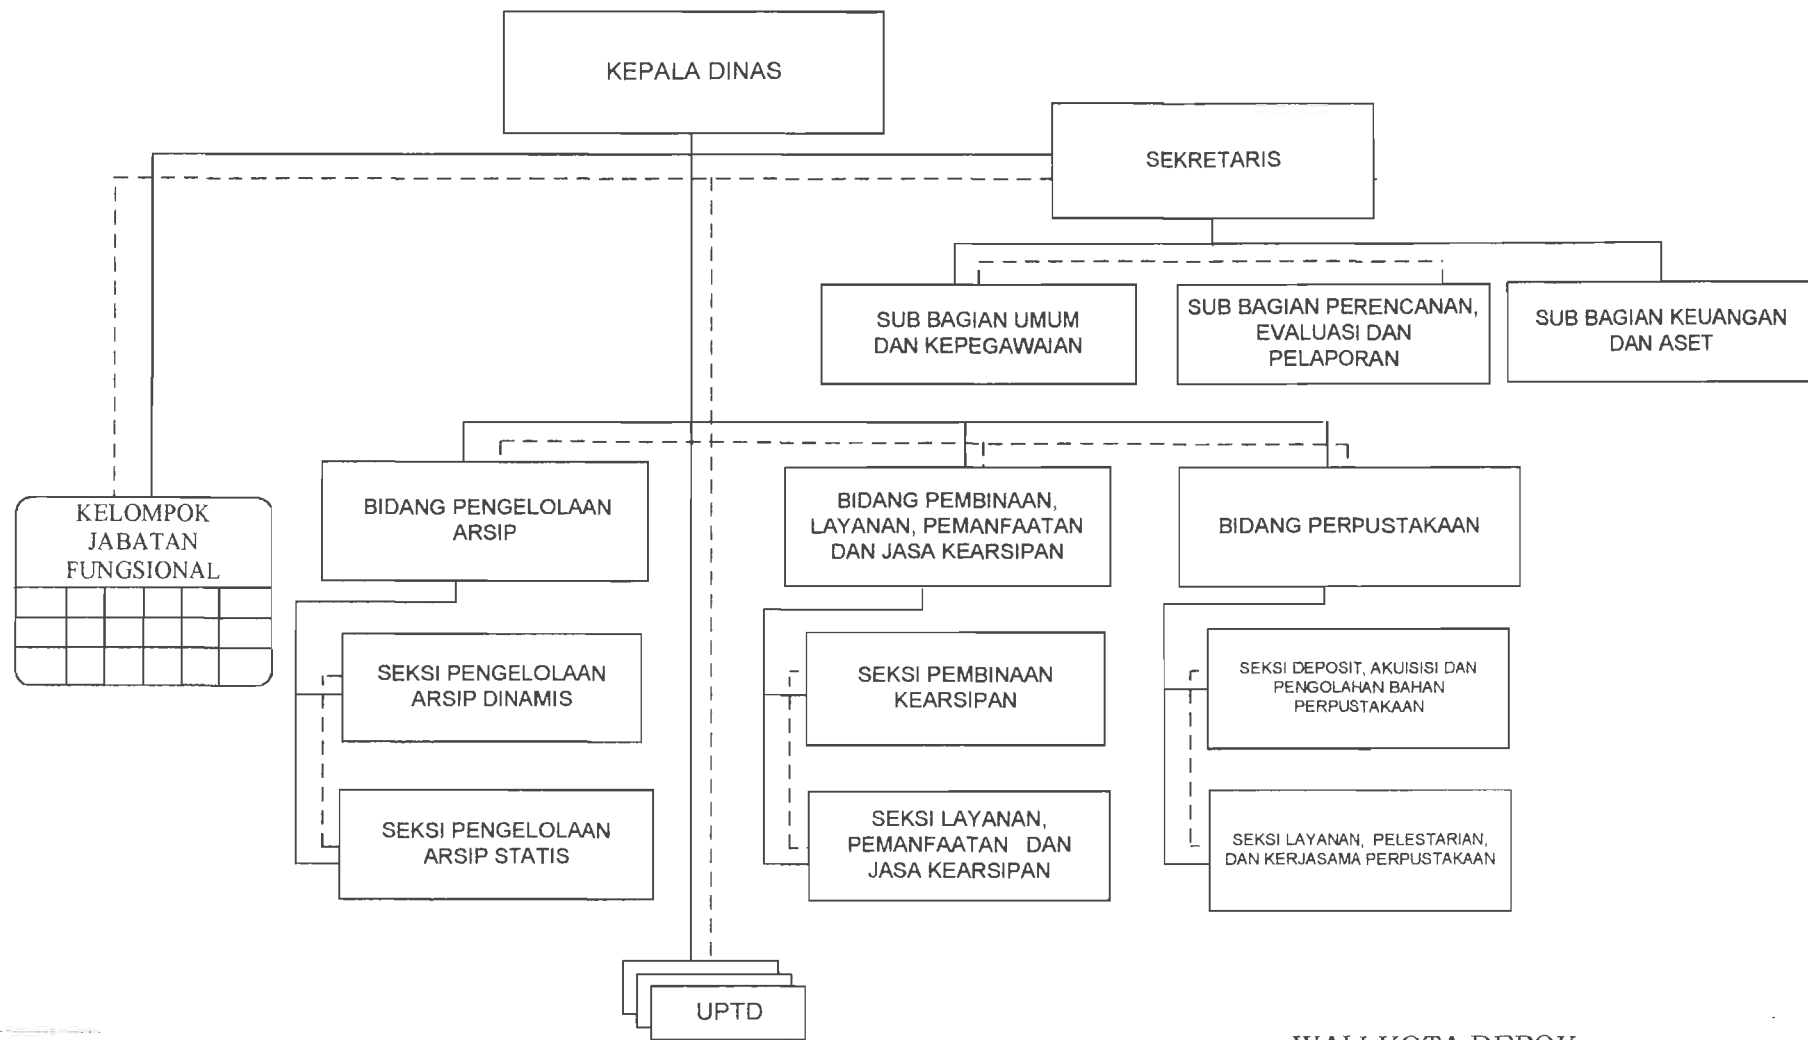 KEPALA DINAS
SEKRETARIS
SUB BAGIAN UMUM
DAN KEPEGAWAIAN
SUB BAGIAN PERENCANAN,
EVALUASI DAN
PELAPORAN
SUB BAGIAN KEUANGAN
DAN ASET
KELOMPOK
JABATAN
FUNGSIONAL
BIDANG PENGELOLAAN
ARSIP
BIDANG PEMBINAAN,
LAYANAN, PEMANFAATAN
DAN JASA KEARSIPAN
BIDANG PERPUSTAKAAN
SEKSI PENGELOLAAN
ARSIP DINAMIS
SEKSI PEMBINAAN
KEARSIPAN
SEKSI DEPOSIT, AKUISISI DAN
PENGOLAHAN BAHAN
PERPUSTAKAAN
SEKSI PENGELOLAAN
ARSIP STATIS
SEKSI LAYANAN,
PEMANFAATAN DAN
JASA KEARSIPAN
SEKSI LAYANAN, PELESTARIAN,
DAN KERJASAMA PERPUSTAKAAN
UPTD
WALI KOTA DEPOK